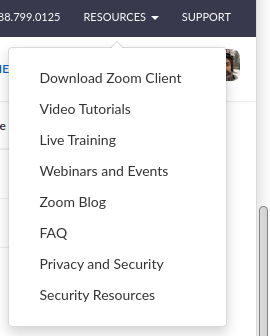 88.799.0125 RESOURCES SUPPORT
Download Zoom Client
Video Tutorials
Live Training
Webinars and Events
Zoom Blog
FAQ
Privacy and Security
Security Resources